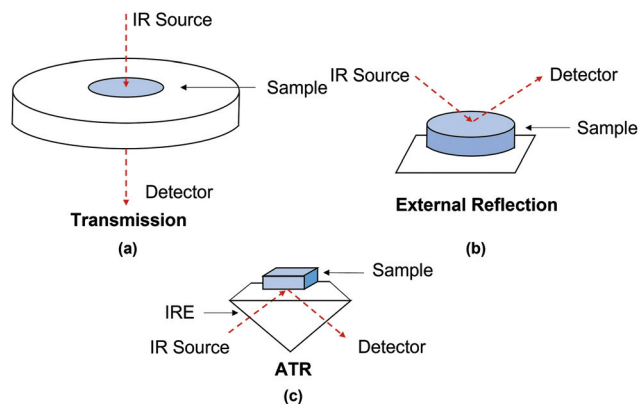 IR Source
Sample
Detector
Transmission
(a)
IR Source
Detector
Sample
External Reflection
(b)
Sample
IRE
IR Source
Detector
ATR
(c)